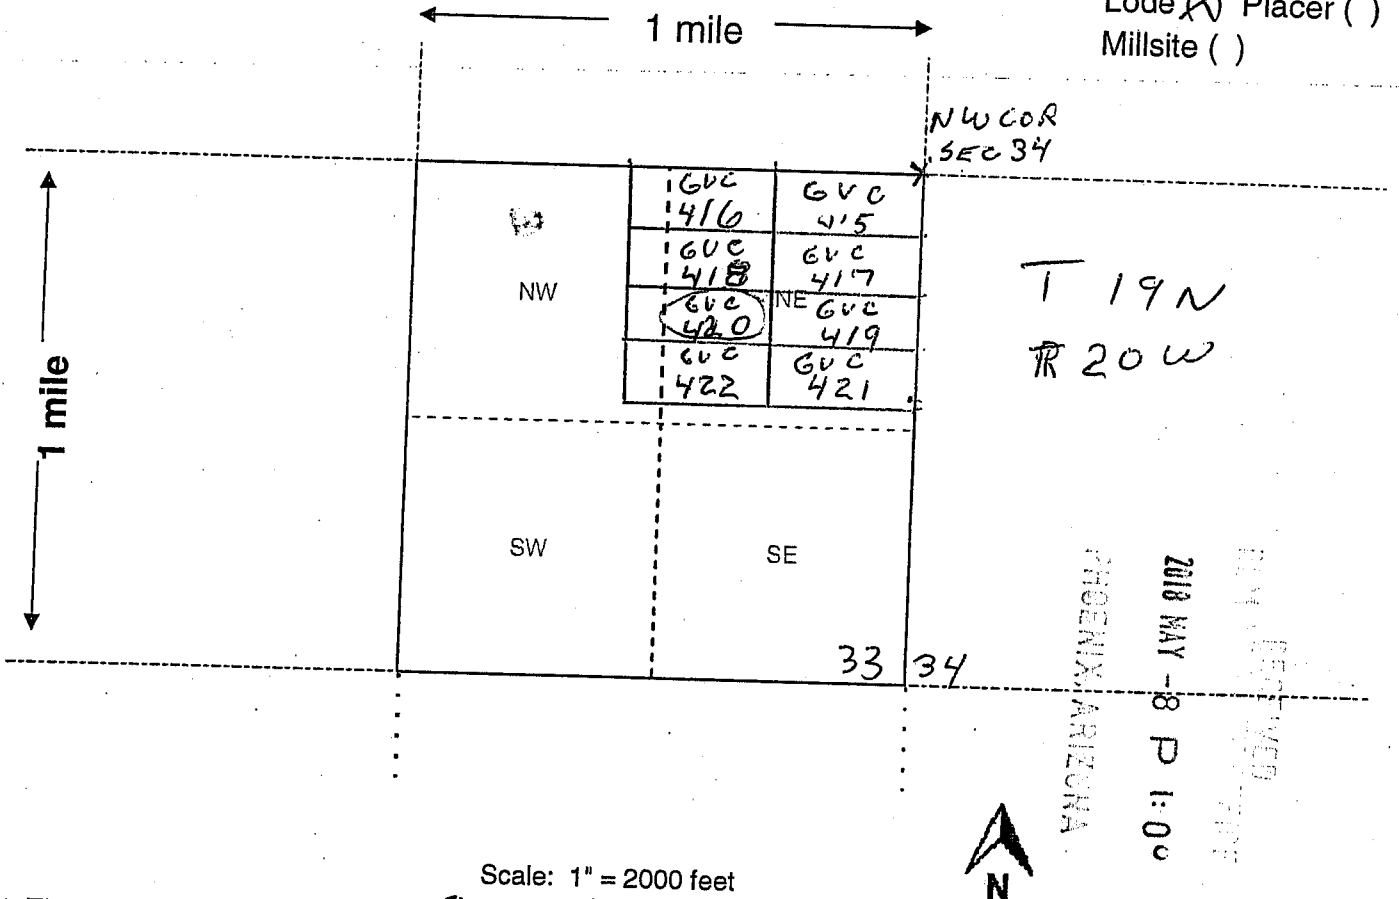 1 mile
Lode (X) Placer ( )
Millsite ( )
NW COR
SEC 34
GVC
416
GVC
415
GVC
418
GVC
417
NW
NE
GVC
420
GVC
419
GVC
422
GVC
421
T 19N
R 20 W
1 mile
SW
SE
33
34
RECEIVED
2018 MAY -8 P 1:0
PHOENIX, ARIZONA
Scale: 1" = 2000 feet
N